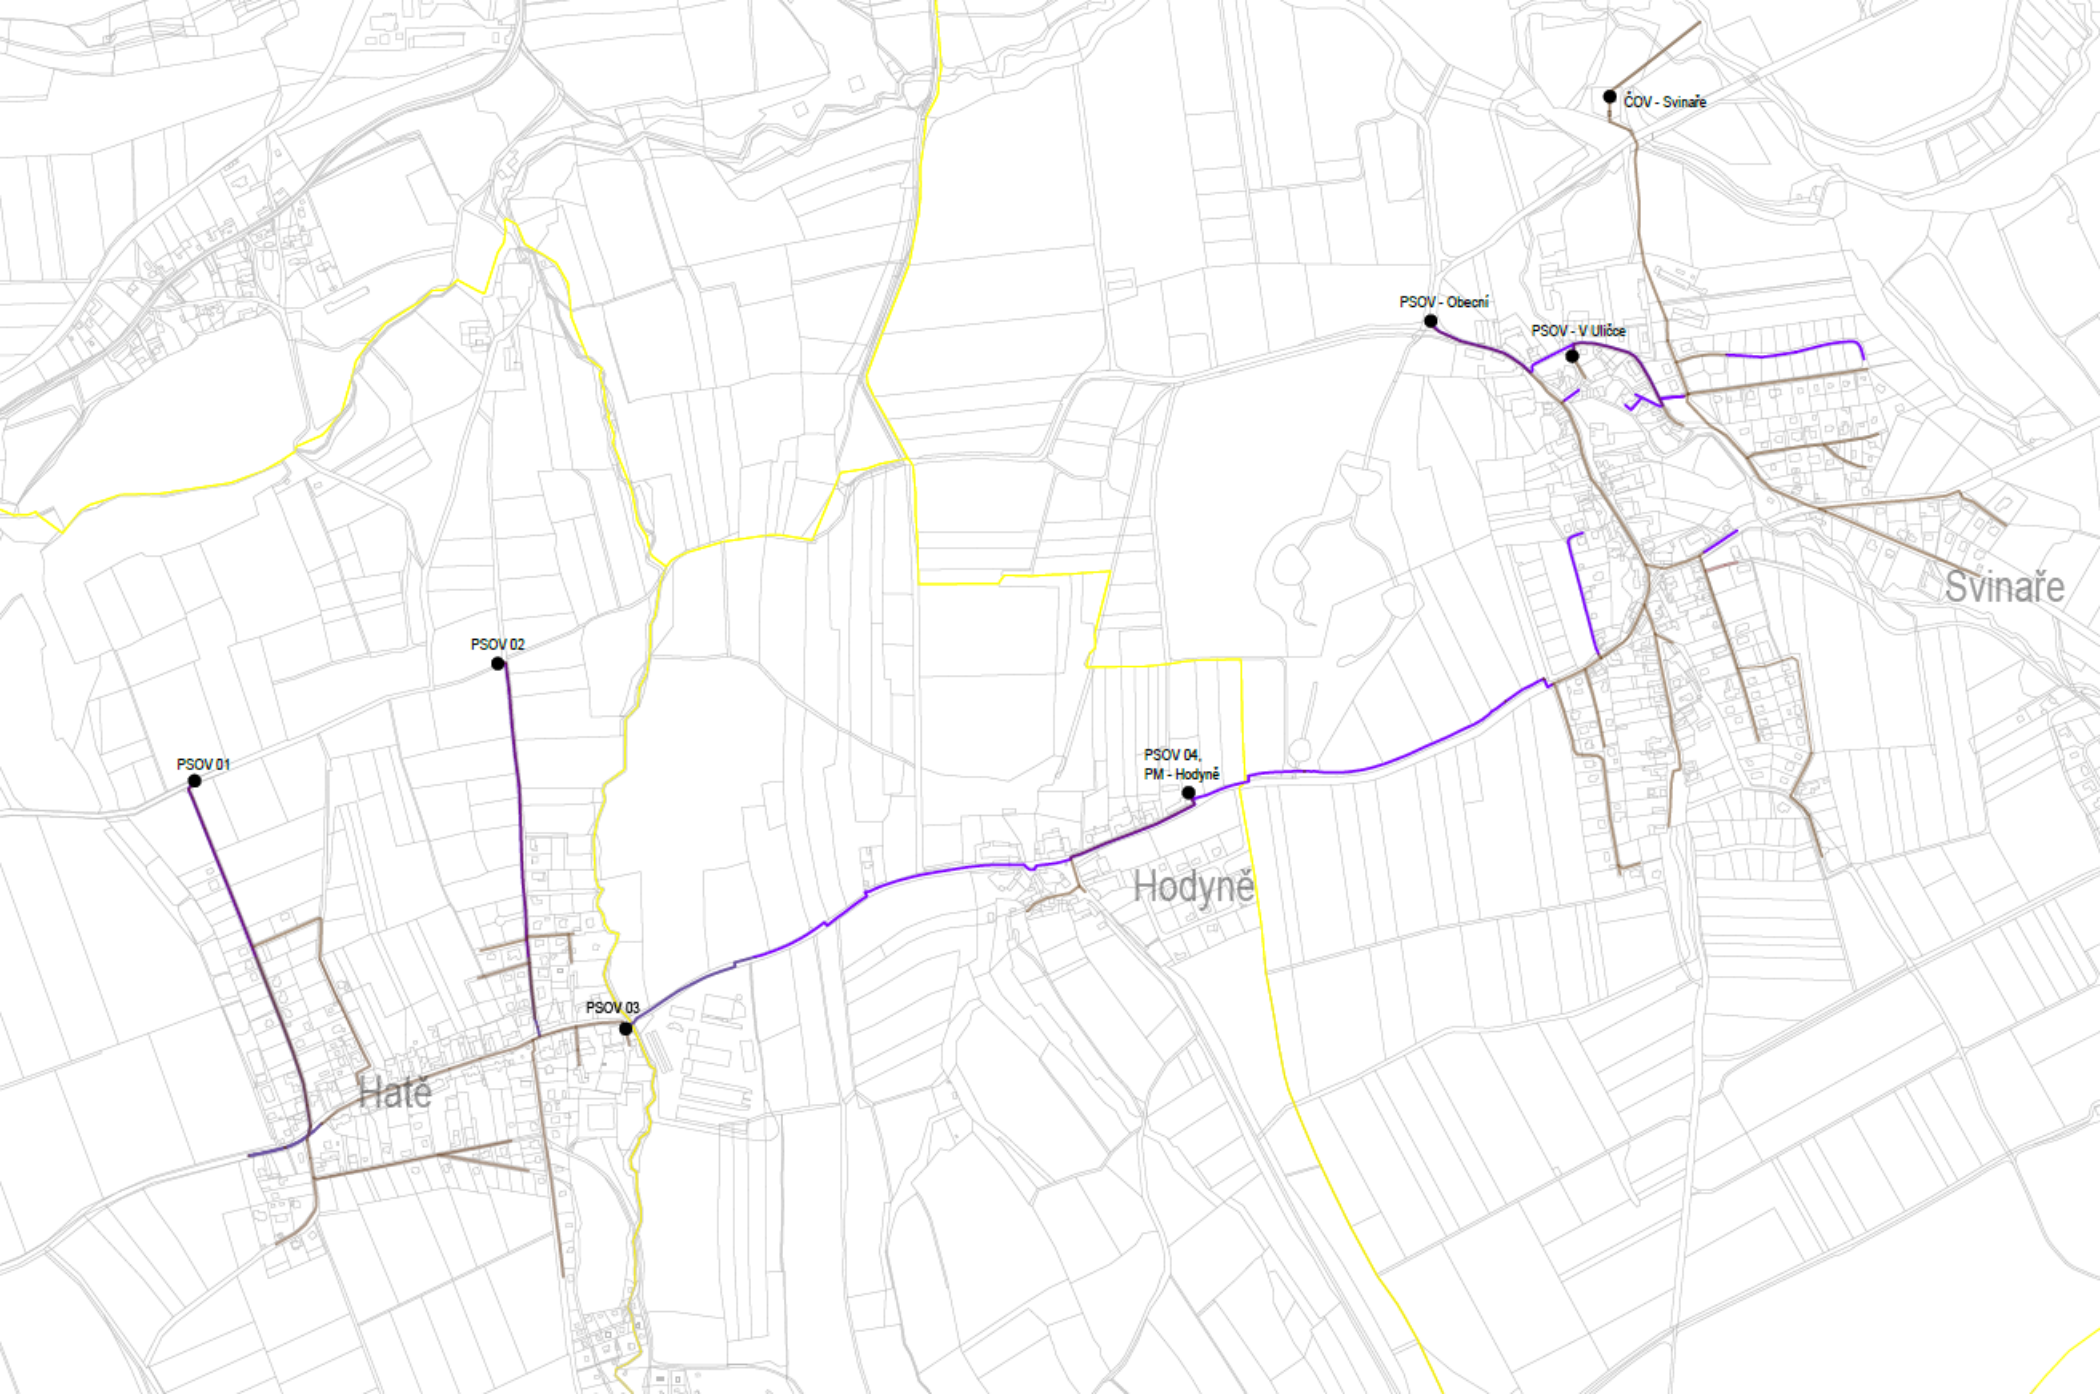 ČOV - Svinaře
PSOV - Obecní
PSOV - V Uličce
Svinaře
PSOV 02
PSOV 01
PSOV 04,
PM - Hodyně
Hodyně
PSOV 03
Hatě